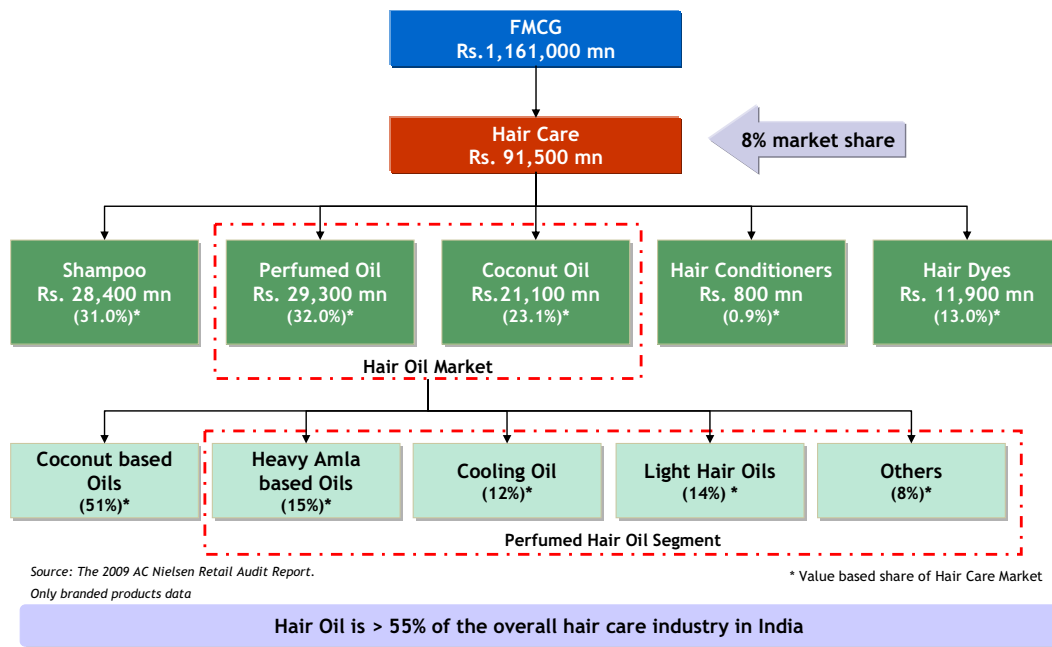 FMCG
Rs.1,161,000 mn
Hair Care
Rs. 91,500 mn
8% market share
Shampoo
Rs. 28,400 mn
(31.0%)*
Perfumed Oil
Rs. 29,300 mn
(32.0%)*
Coconut Oil
Rs.21,100 mn
(23.1%)*
Hair Conditioners
Rs. 800 mn
(0.9%)*
Hair Dyes
Rs. 11,900 mn
(13.0%)*
Hair Oil Market
Coconut based
Oils
(51%)*
Heavy Amla
based Oils
(15%)*
Cooling Oil
(12%)*
Light Hair Oils
(14%) *
Others
(8%)*
Perfumed Hair Oil Segment
Source: The 2009 AC Nielsen Retail Audit Report.
Only branded products data
* Value based share of Hair Care Market
Hair Oil is > 55% of the overall hair care industry in India